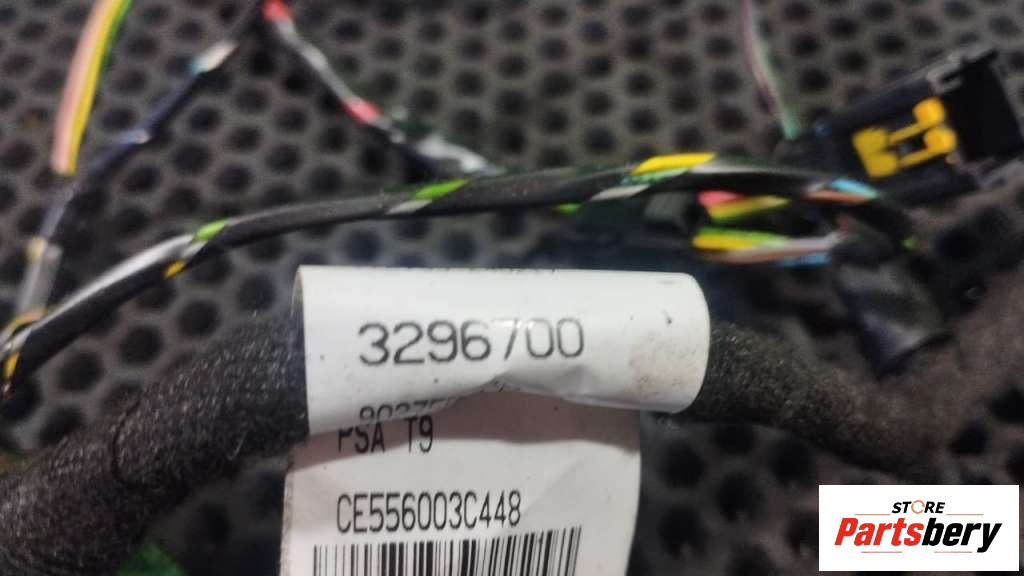 3296700
PSA T9
CE556003C448
STORE
Partsbery